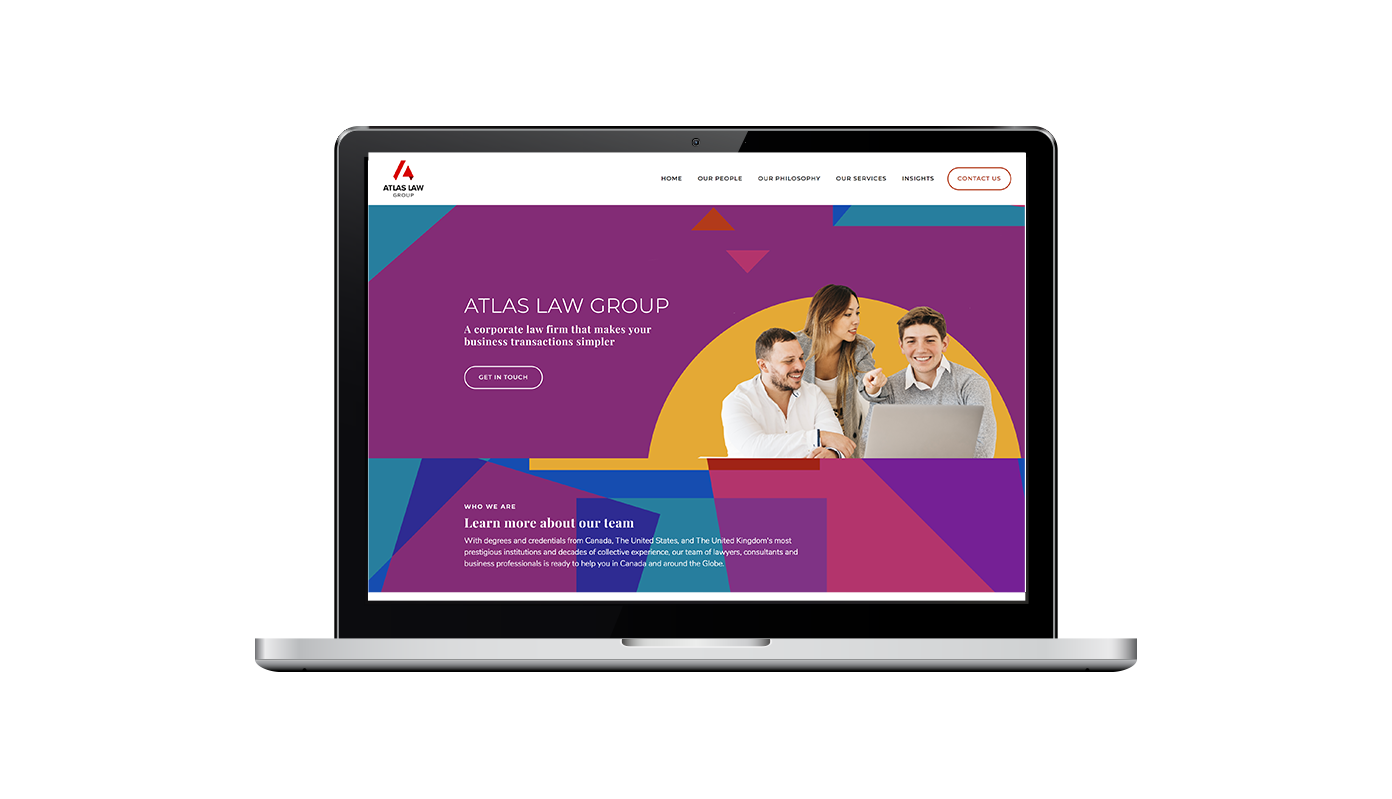 ATLAS LAW
GROUP
HOME OUR PEOPLE OUR PHILOSOPHY OUR SERVICES INSIGHTS CONTACT US
ATLAS LAW GROUP
A corporate law firm that makes your
business transactions simpler
GET IN TOUCH
WHO WE ARE
Learn more about our team
With degrees and credentials from Canada, The United States, and The United Kingdom's most
prestigious institutions and decades of collective experience, our team of lawyers, consultants and
business professionals is ready to help you in Canada and around the Globe.